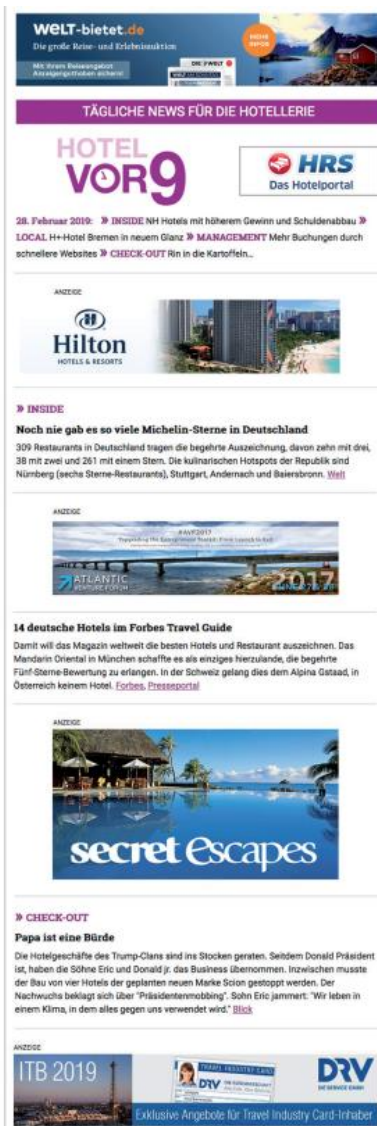 WELT-bietet.de
Die große Reise- und Erlebnisauktion
MEHR
INFOS
Mit Ihrem Reiseangebot
Anzeigenguthaben sichern!
DIE WELT
TÄGLICHE NEWS FÜR DIE HOTELLERIE
HOTEL
VOR9
HRS
Das Hotelportal
28. Februar 2019: » INSIDE NH Hotels mit höherem Gewinn und Schuldenabbau »
LOCAL H+-Hotel Bremen in neuem Glanz » MANAGEMENT Mehr Buchungen durch
schnellere Websites » CHECK-OUT Rin in die Kartoffeln...
ANZEIGE
Hilton
HOTELS & RESORTS
» INSIDE
Noch nie gab es so viele Michelin-Sterne in Deutschland
309 Restaurants in Deutschland tragen die begehrte Auszeichnung, davon zehn mit drei,
38 mit zwei und 261 mit einem Stern. Die kulinarischen Hotspots der Republik sind
Nürnberg (sechs Sterne-Restaurants), Stuttgart, Andernach und Baiersbronn. Welt
ANZEIGE
#AVF2017
ATLANTIC
VENTURE FORUM
2017
14 deutsche Hotels im Forbes Travel Guide
Damit will das Magazin weltweit die besten Hotels und Restaurant auszeichnen. Das
Mandarin Oriental in München schaffte es als einziges hierzulande, die begehrte
Fünf-Sterne-Bewertung zu erlangen. In der Schweiz gelang dies dem Alpina Gstaad, in
Österreich keinem Hotel. Forbes, Presseportal
ANZEIGE
secret escapes
» CHECK-OUT
Papa ist eine Bürde
Die Hotelgeschäfte des Trump-Clans sind ins Stocken geraten. Seitdem Donald Präsident
ist, haben die Söhne Eric und Donald jr. das Business übernommen. Inzwischen musste
der Bau von vier Hotels der geplanten neuen Marke Scion gestoppt werden. Der
Nachwuchs beklagt sich über "Präsidentenmobbing". Sohn Eric jammert: "Wir leben in
einem Klima, in dem alles gegen uns verwendet wird." Blick
ANZEIGE
ITB 2019
TRAVEL INDUSTRY CARD
DRV
DRV
DIE SERVICE GMBH
Exklusive Angebote für Travel Industry Card-Inhaber